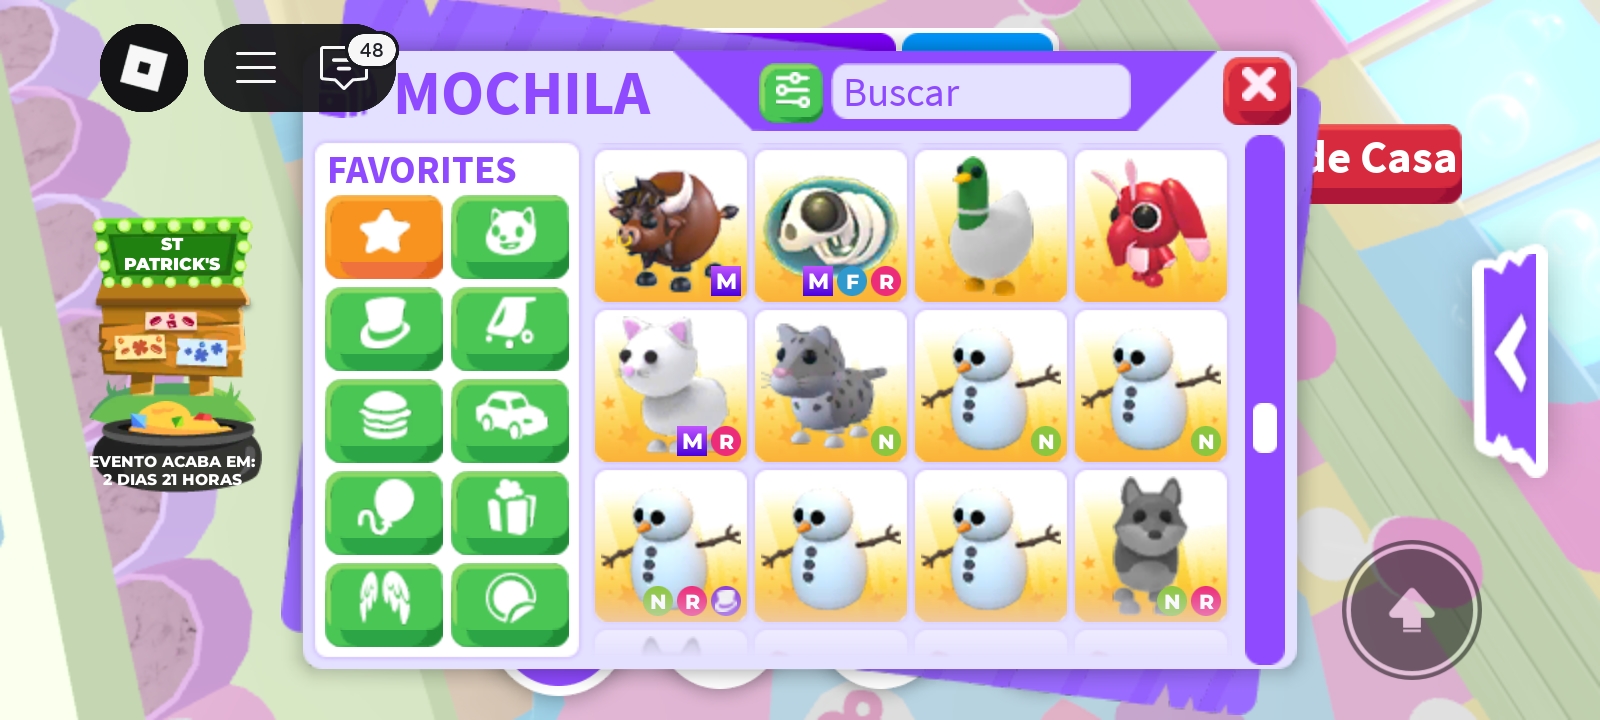 48
MOCHILA
Buscar
FAVORITES
de Casa
ST
PATRICK'S
EVENTO ACABA EM:
2 DIAS 21 HORAS
M
M F R
M R
N
N
N
N R
N R